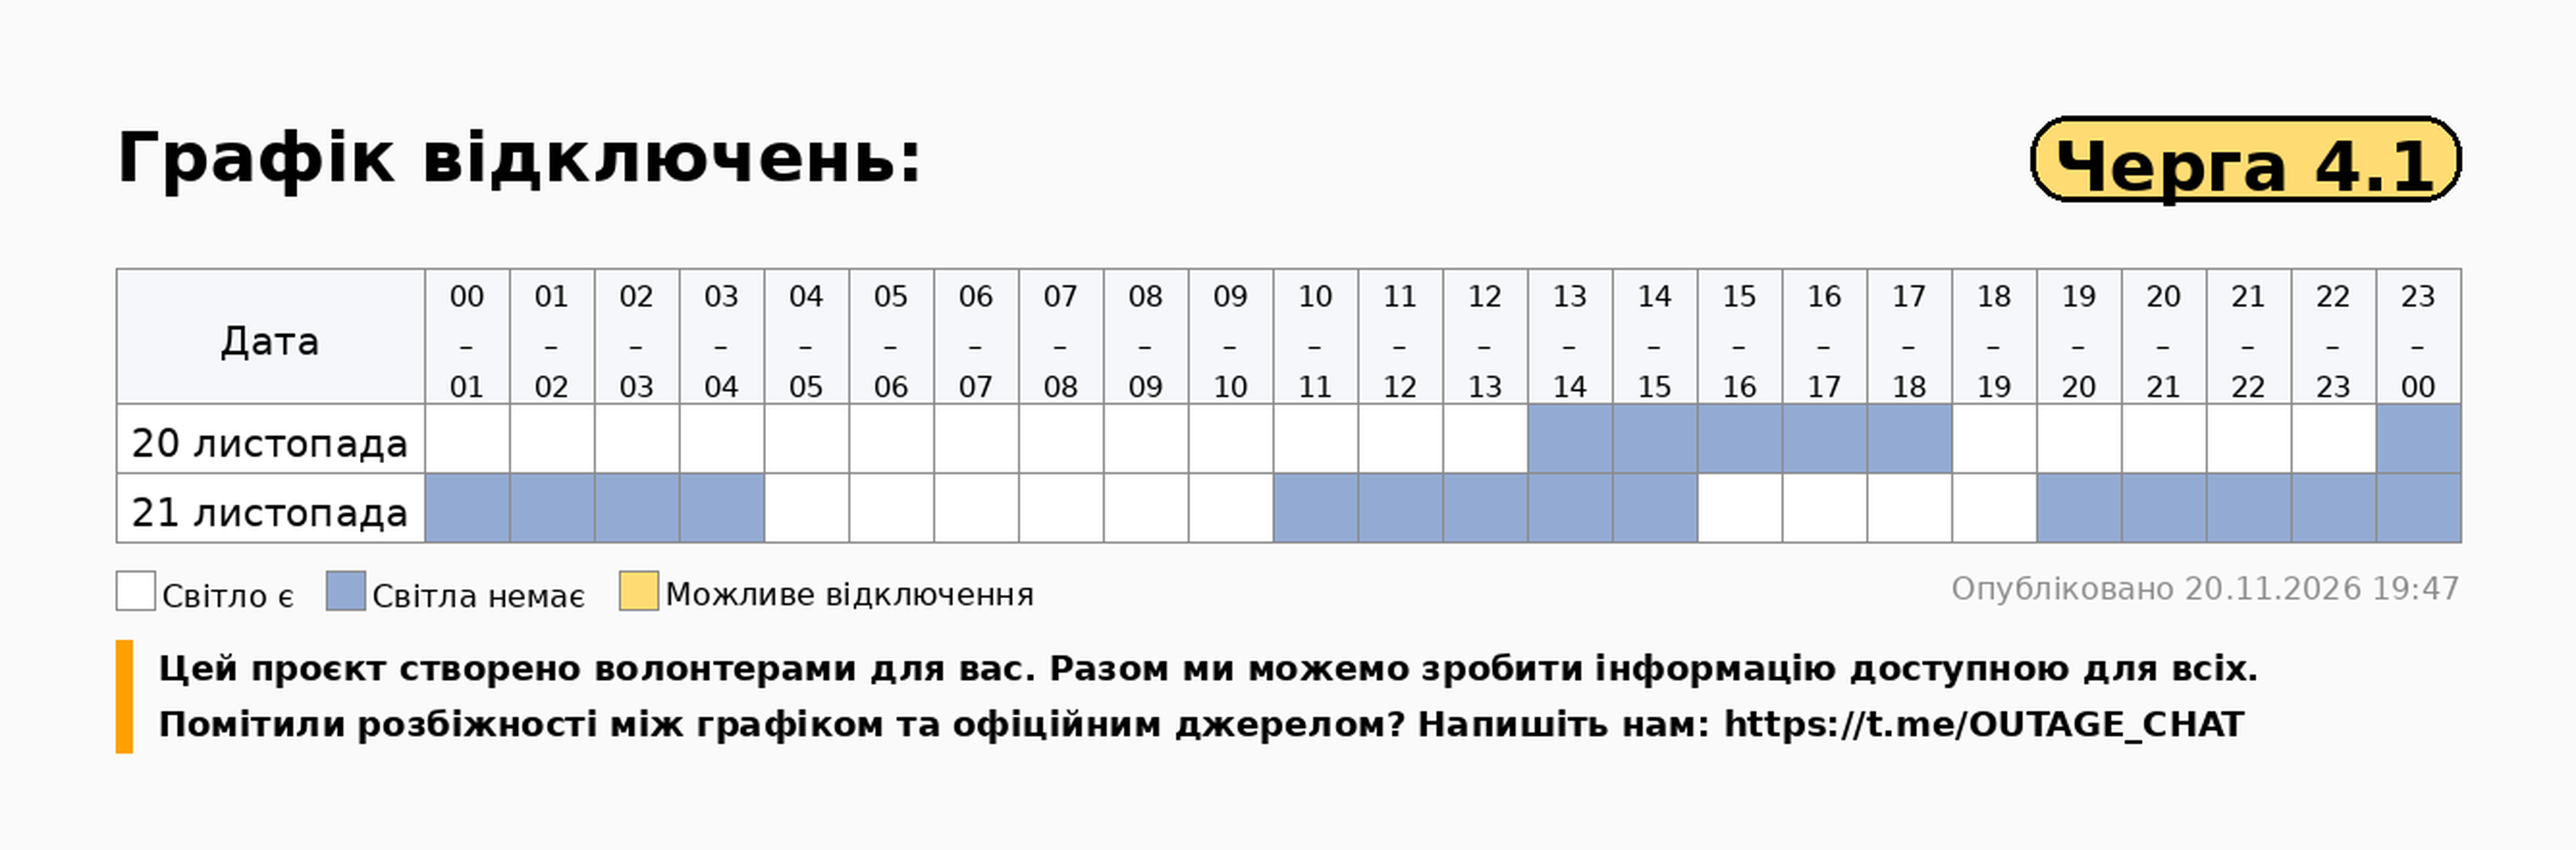 Графік відключень:
Черга 4.1
Дата 00–01 01–02 02–03 03–04 04–05 05–06 06–07 07–08 08–09 09–10 10–11 11–12 12–13 13–14 14–15 15–16 16–17 17–18 18–19 19–20 20–21 21–22 22–23 23–00
20 листопада
21 листопада
Світло є Світла немає Можливе відключення
Опубліковано 20.11.2026 19:47
Цей проєкт створено волонтерами для вас. Разом ми можемо зробити інформацію доступною для всіх.
Помітили розбіжності між графіком та офіційним джерелом? Напишіть нам: https://t.me/OUTAGE_CHAT